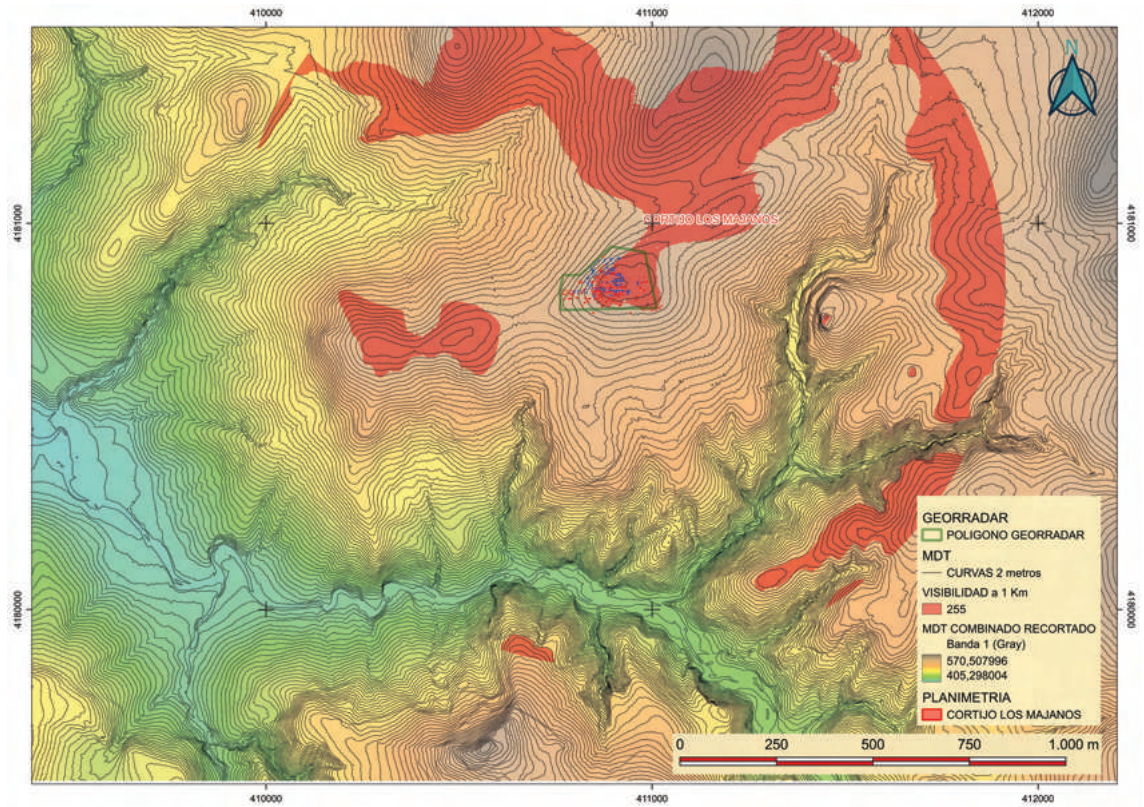 410000
411000
412000
N
4181000
4181000
CORTIJO LOS MAJANOS
GEORRADAR
POLIGONO GEORRADAR
MDT
CURVAS 2 metros
VISIBILIDAD a 1 Km
255
MDT COMBINADO RECORTADO
Banda 1 (Gray)
570,507996
405,298004
PLANIMETRIA
CORTIJO LOS MAJANOS
4180000
4180000
0 250 500 750 1.000 m
410000
411000
412000